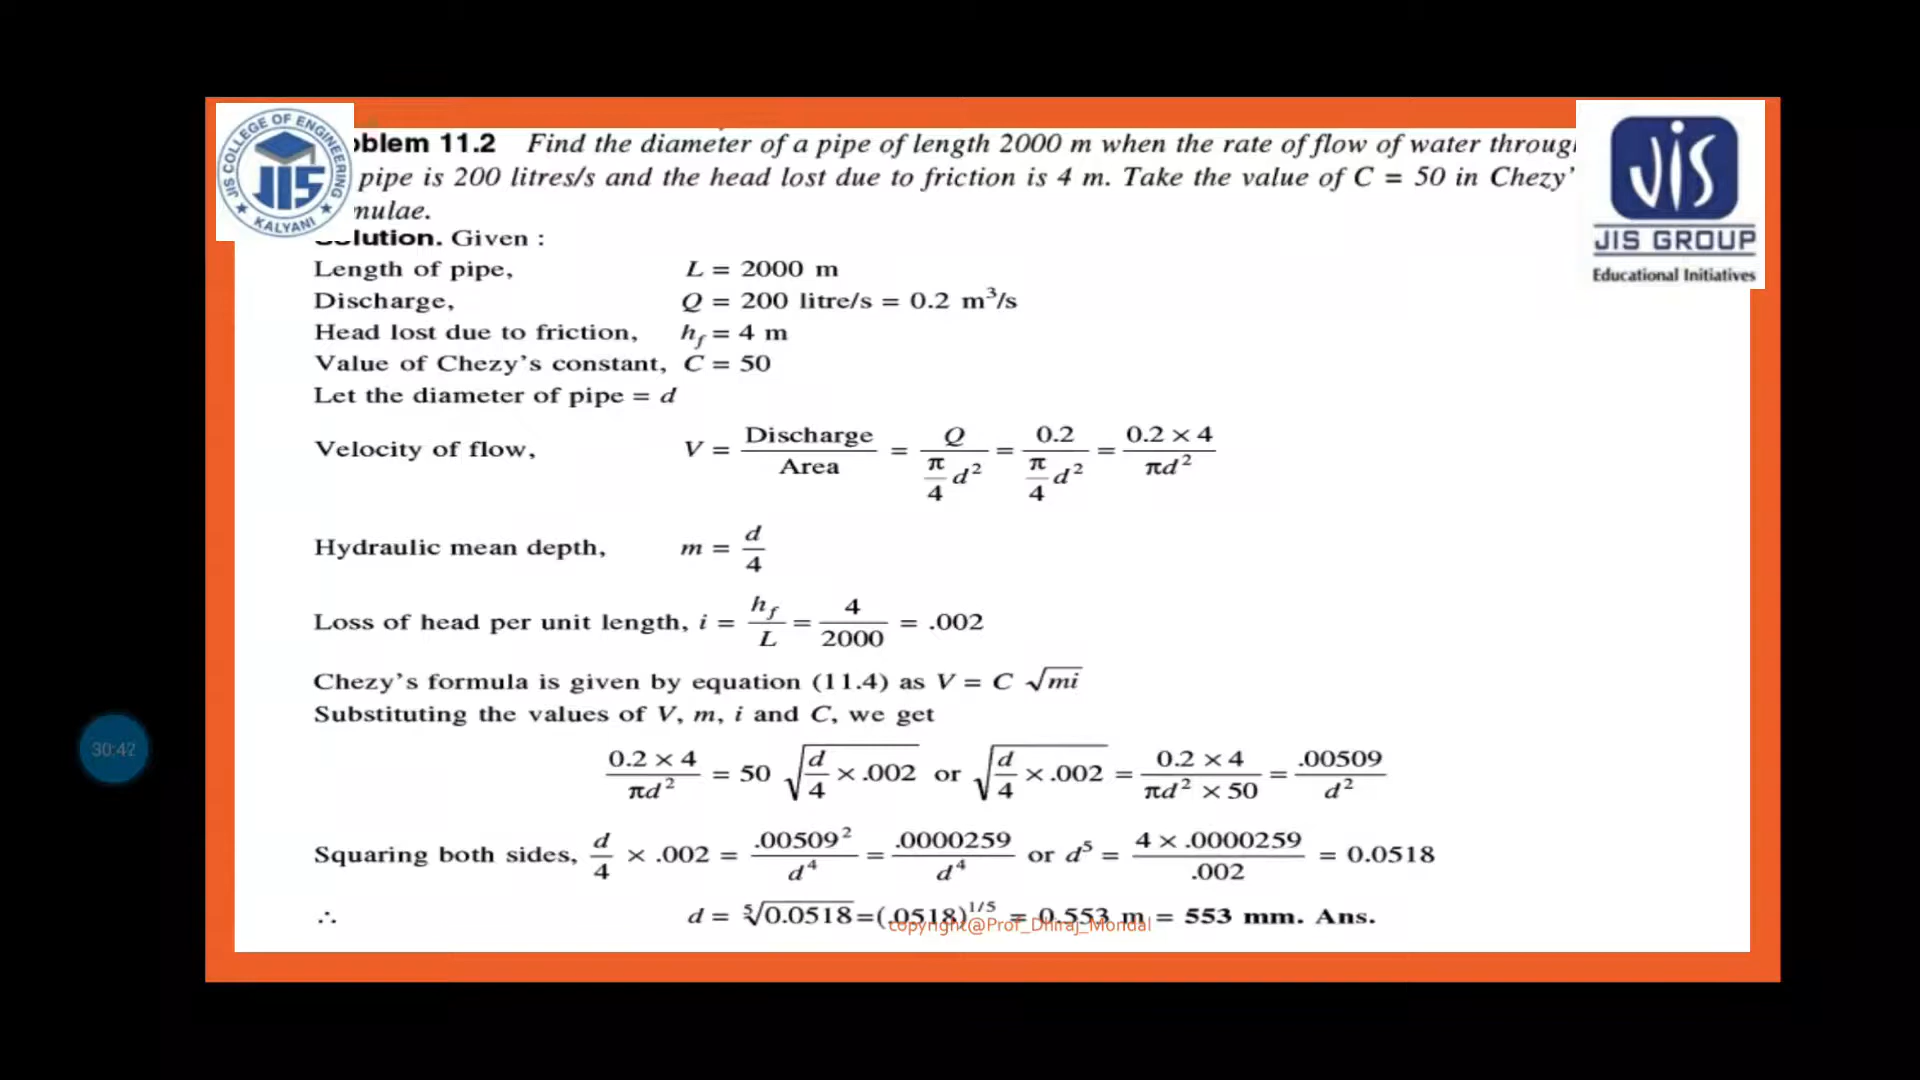 JIS COLLEGE OF ENGINEERING
JIS
KALYANI
JIS GROUP
Educational Initiatives
oblem 11.2 Find the diameter of a pipe of length 2000 m when the rate of flow of water throug
pipe is 200 litres/s and the head lost due to friction is 4 m. Take the value of C = 50 in Chezy'
mulae.
Solution. Given :
Length of pipe, L = 2000 m
Discharge, Q = 200 litre/s = 0.2 m³/s
Head lost due to friction, h_f = 4 m
Value of Chezy's constant, C = 50
Let the diameter of pipe = d
Velocity of flow, V = Discharge/Area = Q/(π/4 d²) = 0.2/(π/4 d²) = (0.2 × 4)/(πd²)
Hydraulic mean depth, m = d/4
Loss of head per unit length, i = h_f/L = 4/2000 = .002
Chezy's formula is given by equation (11.4) as V = C √mi
Substituting the values of V, m, i and C, we get
(0.2 × 4)/(πd²) = 50 √(d/4 × .002) or √(d/4 × .002) = (0.2 × 4)/(πd² × 50) = .00509/d²
Squaring both sides, d/4 × .002 = .00509²/d⁴ = .0000259/d⁴ or d⁵ = (4 × .0000259)/.002 = 0.0518
∴ d = ⁵√0.0518 = (.0518)^1/5 = 0.553 m = 553 mm. Ans.
copyright@Prof_Dhiraj_Mondal
30:42